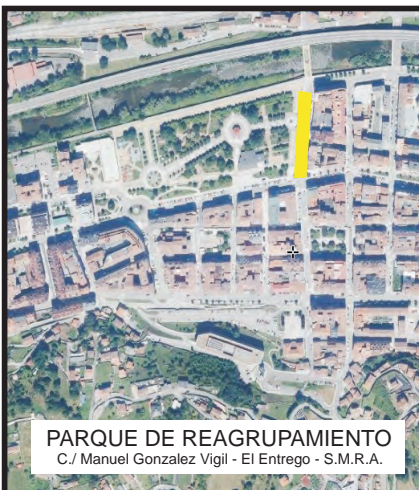 PARQUE DE REAGRUPAMIENTO
C./ Manuel Gonzalez Vigil - El Entrego - S.M.R.A.